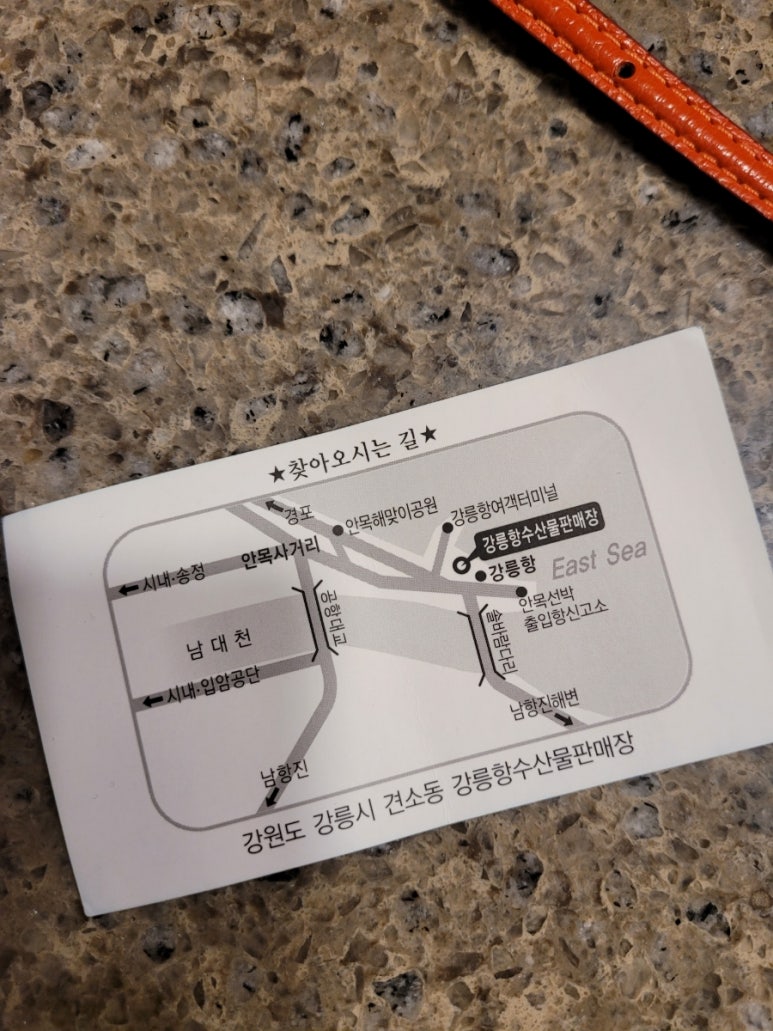 ★찾아오시는 길★
경포
안목해맞이공원
강릉항여객터미널
강릉항수산물판매장
안목사거리
시내·송정
강릉항
East Sea
안목선박
출입항신고소
공항대교
솔바람다리
남대천
시내·입암공단
남항진해변
남항진
강원도 강릉시 견소동 강릉항수산물판매장